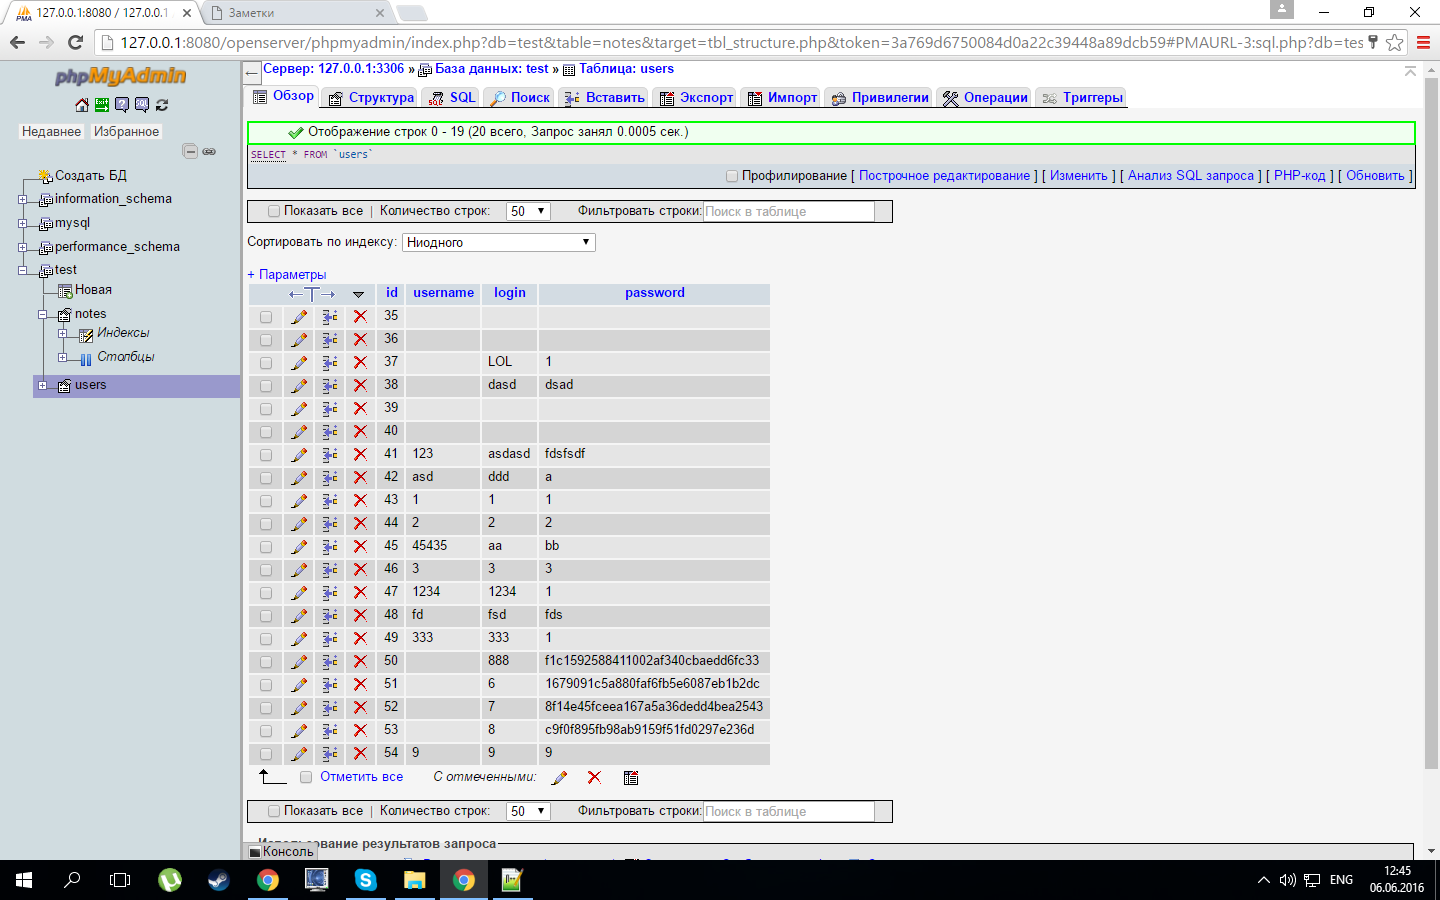 127.0.0.1:8080 / 127.0.0.1
Заметки
127.0.0.1:8080/openserver/phpmyadmin/index.php?db=test&table=notes&target=tbl_structure.php&token=3a769d6750084d0a22c39448a89dcb59#PMAURL-3:sql.php?db=tes
phpMyAdmin
Недавнее Избранное
Создать БД
information_schema
mysql
performance_schema
test
Новая
notes
Индексы
Столбцы
users
Сервер: 127.0.0.1:3306 » База данных: test » Таблица: users
Обзор Структура SQL Поиск Вставить Экспорт Импорт Привилегии Операции Триггеры
Отображение строк 0 - 19 (20 всего, Запрос занял 0.0005 сек.)
SELECT * FROM `users`
Профилирование [ Построчное редактирование ] [ Изменить ] [ Анализ SQL запроса ] [ PHP-код ] [ Обновить ]
Показать все | Количество строк: 50 Фильтровать строки: Поиск в таблице
Сортировать по индексу: Ниодного
+ Параметры
id username login password
35
36
37 LOL 1
38 dasd dsad
39
40
41 123 asdasd fdsfsdf
42 asd ddd a
43 1 1 1
44 2 2 2
45 45435 aa bb
46 3 3 3
47 1234 1234 1
48 fd fsd fds
49 333 333 1
50 888 f1c1592588411002af340cbaedd6fc33
51 6 1679091c5a880faf6fb5e6087eb1b2dc
52 7 8f14e45fceea167a5a36dedd4bea2543
53 8 c9f0f895fb98ab9159f51fd0297e236d
54 9 9 9
Отметить все С отмеченными:
Показать все | Количество строк: 50 Фильтровать строки: Поиск в таблице
Использование результатов запроса
Консоль
ENG
12:45
06.06.2016